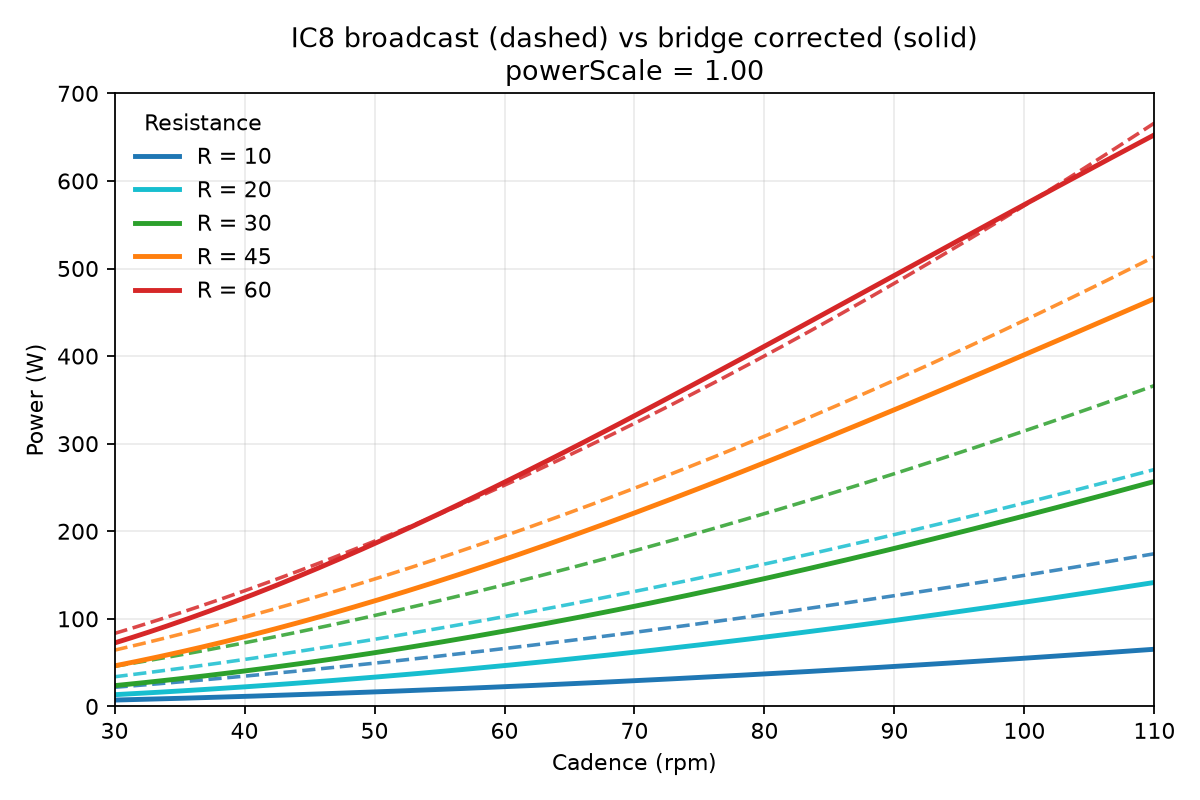 IC8 broadcast (dashed) vs bridge corrected (solid)
powerScale = 1.00
Power (W)
700
600
500
400
300
200
100
0
Resistance
R = 10
R = 20
R = 30
R = 45
R = 60
30 40 50 60 70 80 90 100 110
Cadence (rpm)